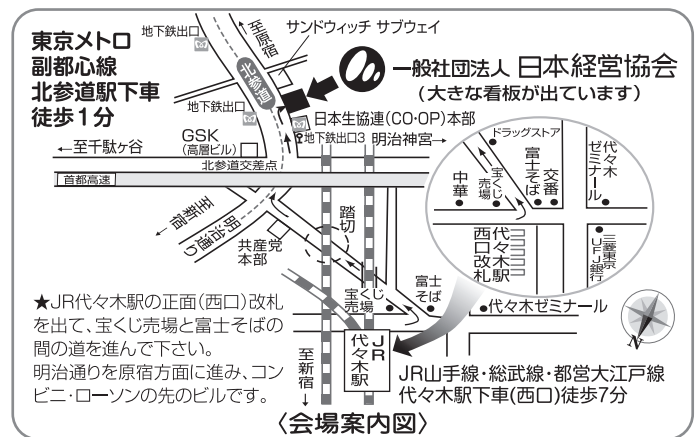 東京メトロ
副都心線
北参道駅下車
徒歩1分
地下鉄出口
至原宿
サンドウィッチ サブウェイ
北参道
一般社団法人 日本経営協会
(大きな看板が出ています)
地下鉄出口
日本生協連(CO・OP)本部
地下鉄出口3
明治神宮→
GSK
(高層ビル)
←至千駄ヶ谷
北参道交差点
首都高速
至新宿
明治通り
共産党
本部
踏切
宝くじ
売場
富士
そば
代々木ゼミナール
ドラッグストア
中華
宝くじ
売場
富士そば
交番
代々木
ゼミナール
代々木駅
西口改札
三菱東京
UFJ銀行
★JR代々木駅の正面(西口)改札
を出て、宝くじ売場と富士そばの
間の道を進んで下さい。
明治通りを原宿方面に進み、コン
ビニ・ローソンの先のビルです。
至新宿→
JR
代々木駅
N
JR山手線・総武線・都営大江戸線
代々木駅下車(西口)徒歩7分
〈会場案内図〉